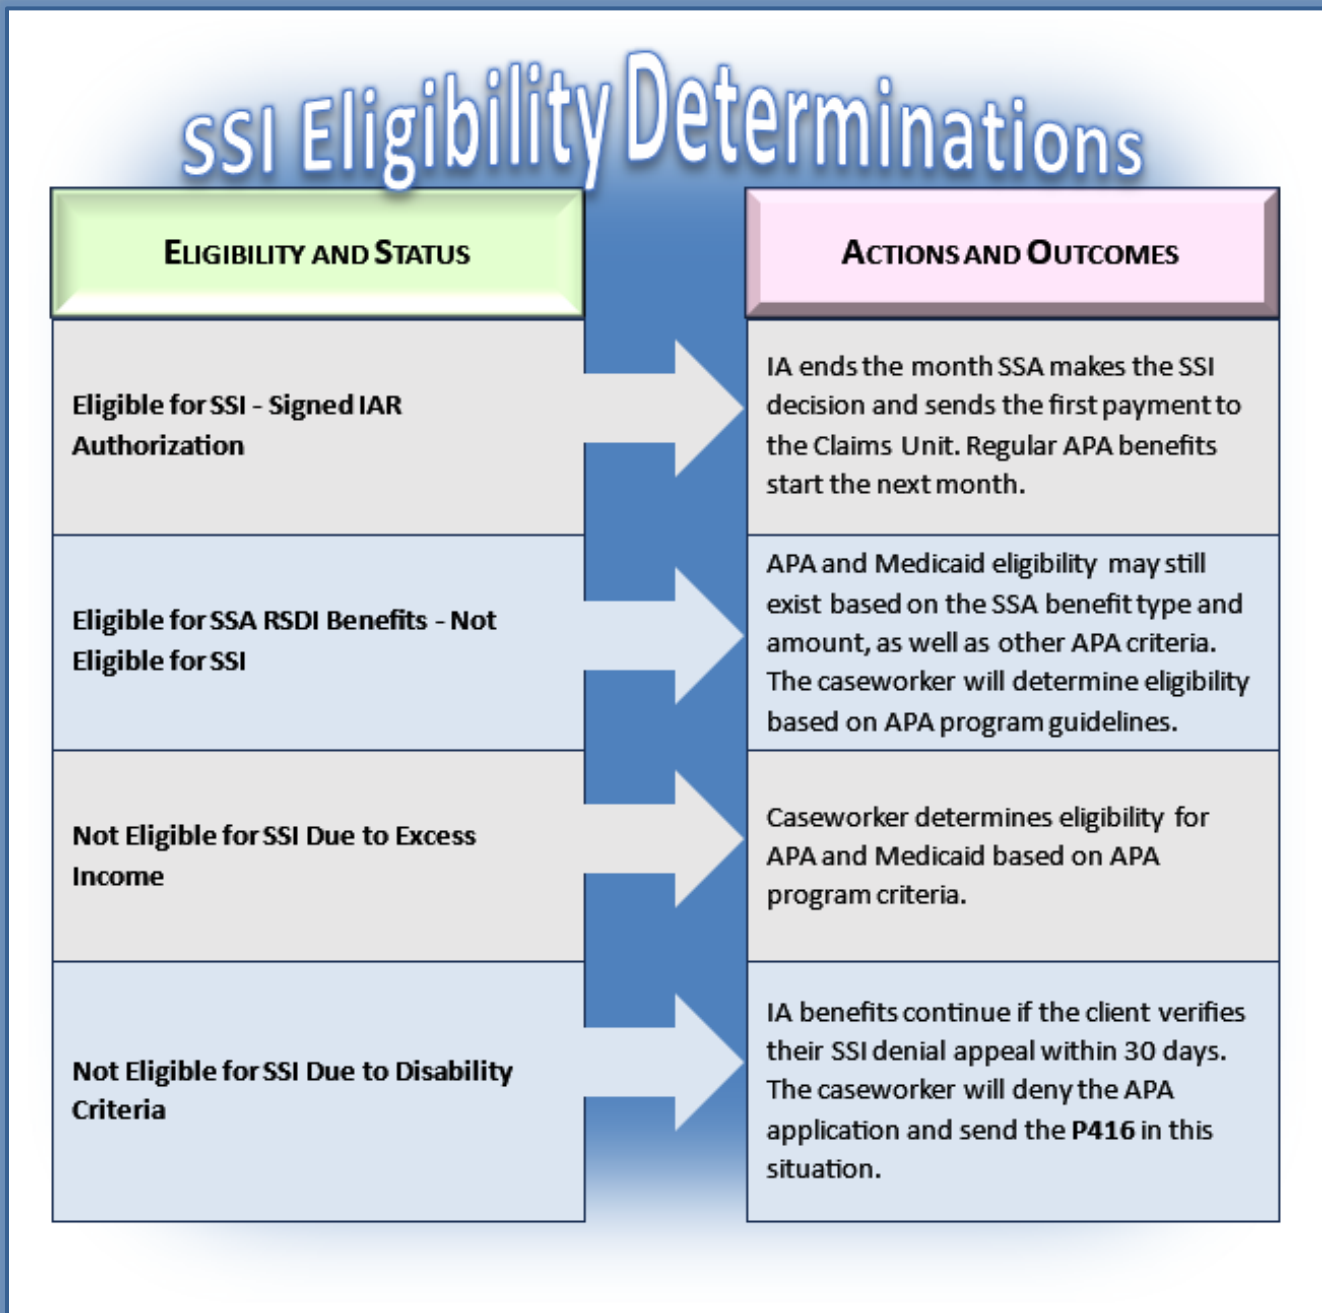 SSI Eligibility Determinations
ELIGIBILITY AND STATUS
ACTIONS AND OUTCOMES
Eligible for SSI - Signed IAR
Authorization
IA ends the month SSA makes the SSI
decision and sends the first payment to
the Claims Unit. Regular APA benefits
start the next month.
Eligible for SSA RSDI Benefits - Not
Eligible for SSI
APA and Medicaid eligibility may still
exist based on the SSA benefit type and
amount, as well as other APA criteria.
The caseworker will determine eligibility
based on APA program guidelines.
Not Eligible for SSI Due to Excess
Income
Caseworker determines eligibility for
APA and Medicaid based on APA
program criteria.
Not Eligible for SSI Due to Disability
Criteria
IA benefits continue if the client verifies
their SSI denial appeal within 30 days.
The caseworker will deny the APA
application and send the P416 in this
situation.